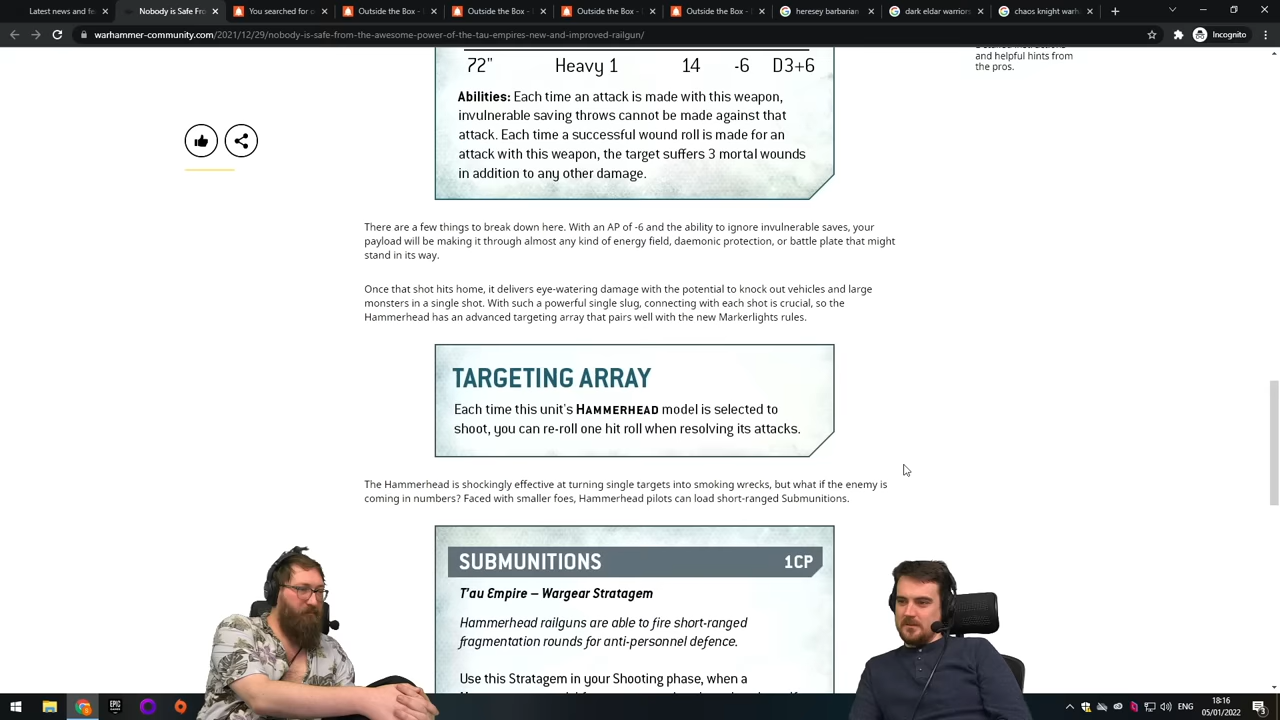 Latest news and fe
Nobody is Safe Fro
You searched for o
Outside the Box -
Outside the Box -
Outside the Box -
Outside the Box -
heresey barbarian
dark eldar warriors
chaos knight warh
warhammer-community.com/2021/12/29/nobody-is-safe-from-the-awesome-power-of-the-tau-empires-new-and-improved-railgun/
Incognito
and helpful hints from
the pros.
72" Heavy 1 14 -6 D3+6
Abilities: Each time an attack is made with this weapon,
invulnerable saving throws cannot be made against that
attack. Each time a successful wound roll is made for an
attack with this weapon, the target suffers 3 mortal wounds
in addition to any other damage.
There are a few things to break down here. With an AP of -6 and the ability to ignore invulnerable saves, your
payload will be making it through almost any kind of energy field, daemonic protection, or battle plate that might
stand in its way.
Once that shot hits home, it delivers eye-watering damage with the potential to knock out vehicles and large
monsters in a single shot. With such a powerful single slug, connecting with each shot is crucial, so the
Hammerhead has an advanced targeting array that pairs well with the new Markerlights rules.
TARGETING ARRAY
Each time this unit's HAMMERHEAD model is selected to
shoot, you can re-roll one hit roll when resolving its attacks.
The Hammerhead is shockingly effective at turning single targets into smoking wrecks, but what if the enemy is
coming in numbers? Faced with smaller foes, Hammerhead pilots can load short-ranged Submunitions.
SUBMUNITIONS 1CP
T'au Empire – Wargear Stratagem
Hammerhead railguns are able to fire short-ranged
fragmentation rounds for anti-personnel defence.
Use this Stratagem in your Shooting phase, when a
EPIC
ENG
18:16
05/01/2022